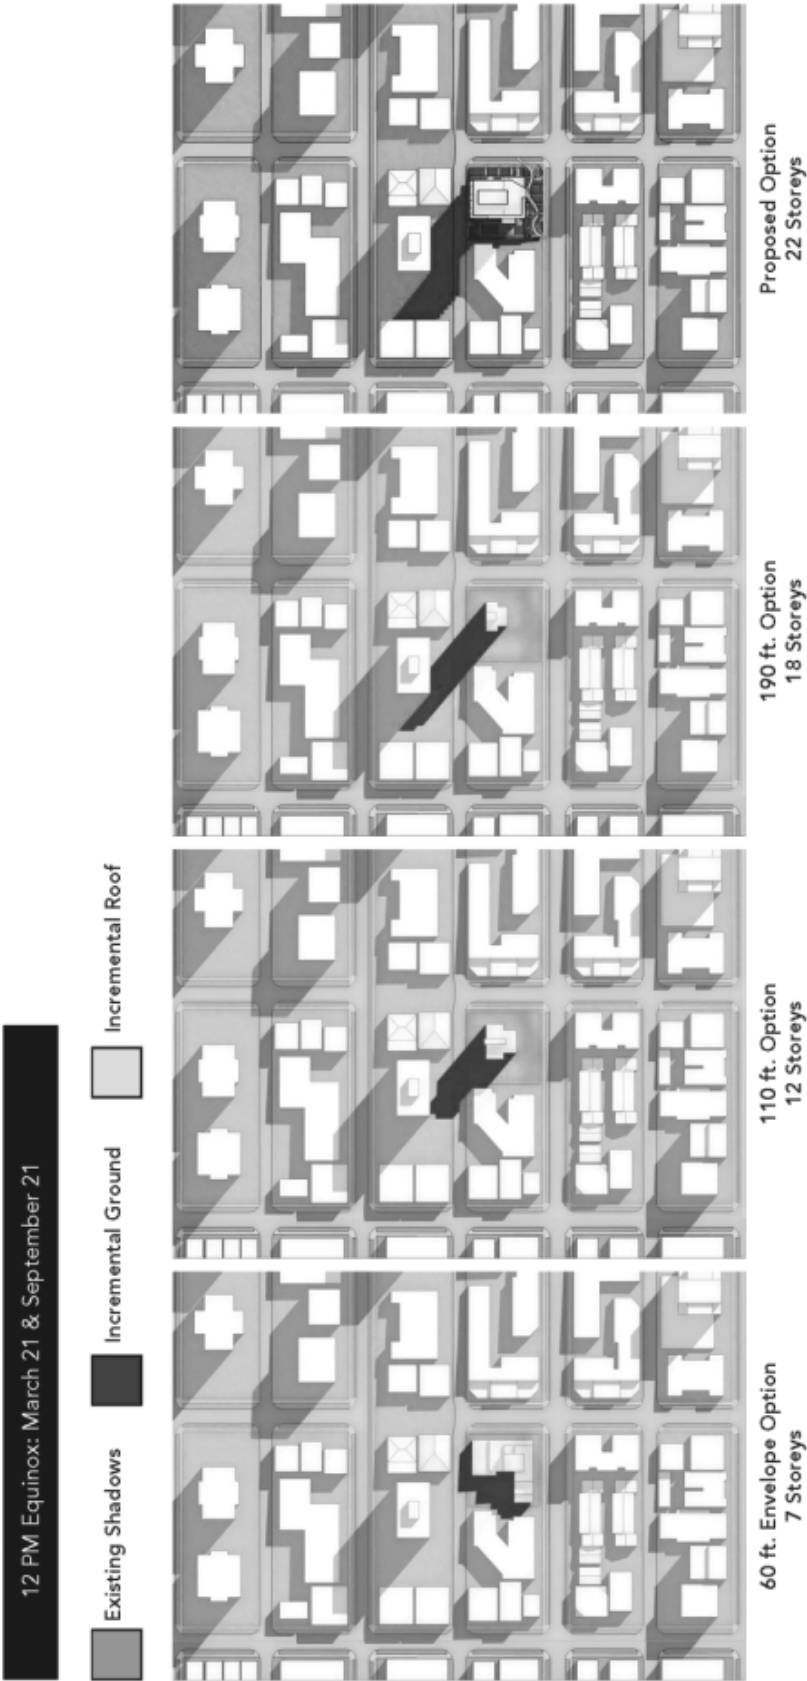 12 PM Equinox: March 21 & September 21
Existing Shadows
Incremental Ground
Incremental Roof
60 ft. Envelope Option
7 Storeys
110 ft. Option
12 Storeys
190 ft. Option
18 Storeys
Proposed Option
22 Storeys